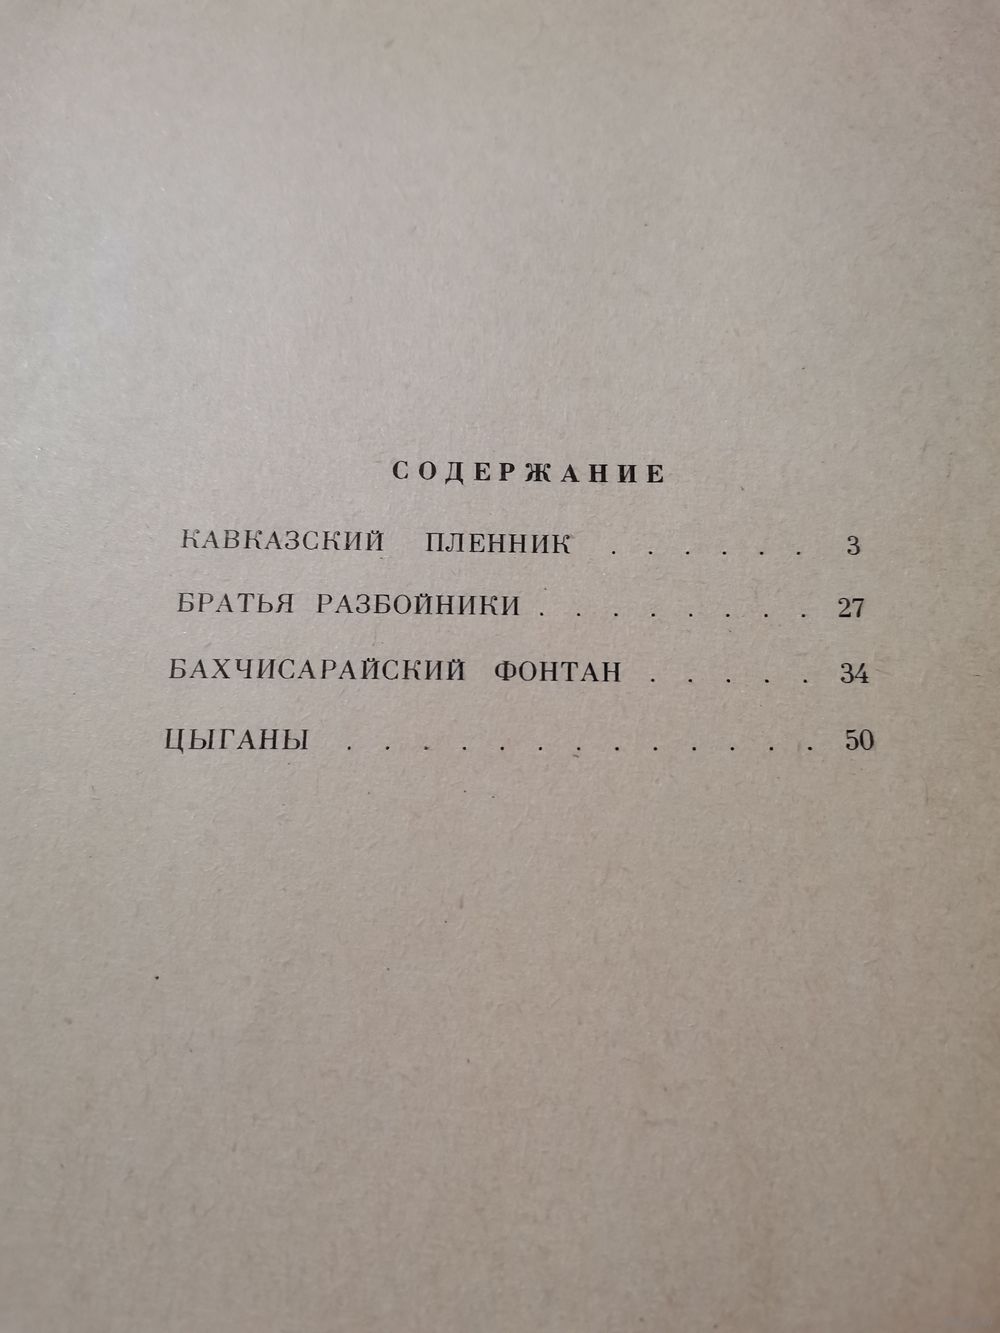 СОДЕРЖАНИЕ
КАВКАЗСКИЙ ПЛЕННИК . . . . . . 3
БРАТЬЯ РАЗБОЙНИКИ . . . . . . . . 27
БАХЧИСАРАЙСКИЙ ФОНТАН . . . . . 34
ЦЫГАНЫ . . . . . . . . . . . . . 50